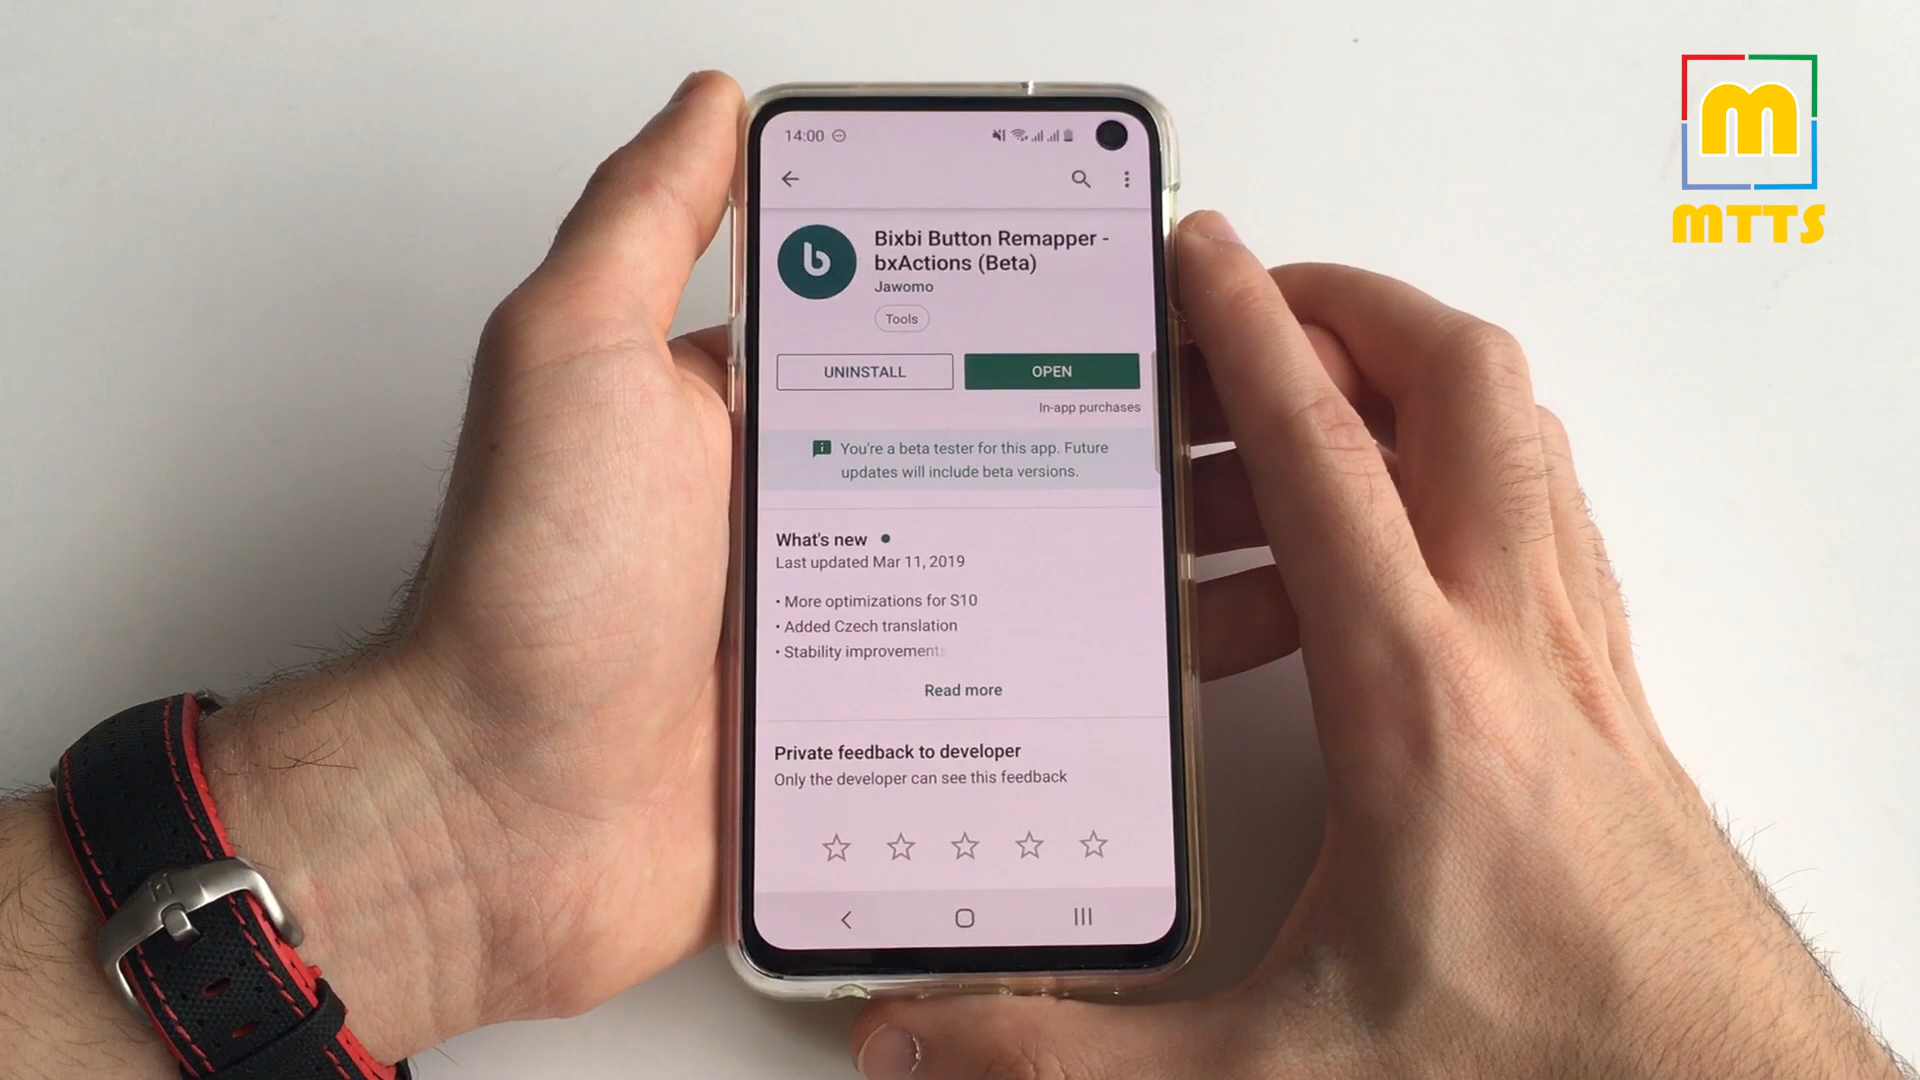 14:00
Bixbi Button Remapper -
bxActions (Beta)
Jawomo
Tools
UNINSTALL
OPEN
In-app purchases
You're a beta tester for this app. Future
updates will include beta versions.
What's new
Last updated Mar 11, 2019
• More optimizations for S10
• Added Czech translation
• Stability improvements
Read more
Private feedback to developer
Only the developer can see this feedback
M
MTTS